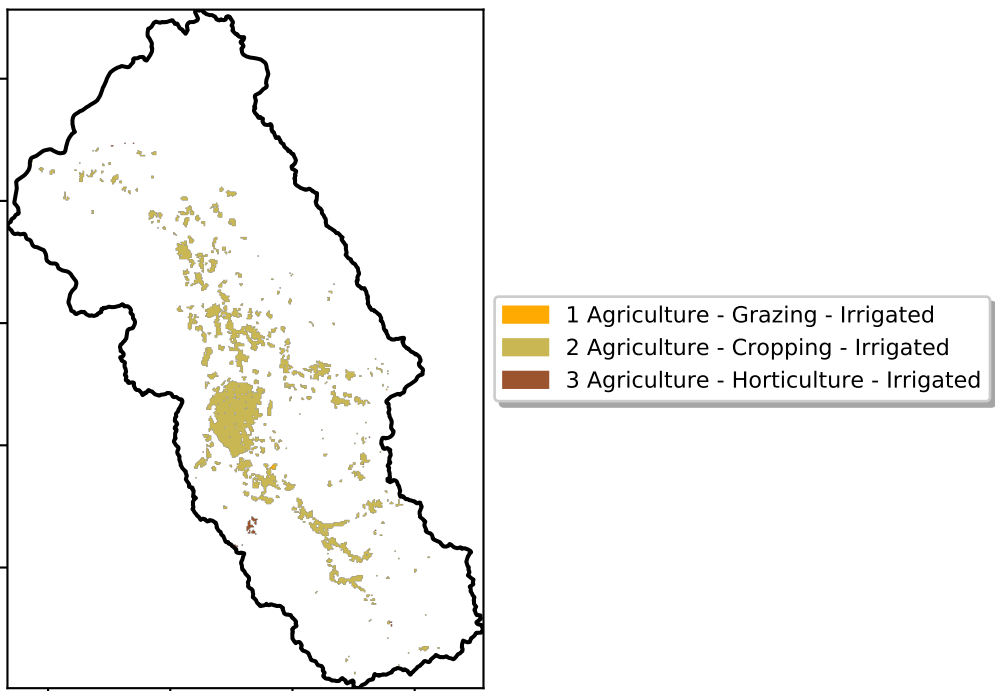 1 Agriculture - Grazing - Irrigated
2 Agriculture - Cropping - Irrigated
3 Agriculture - Horticulture - Irrigated